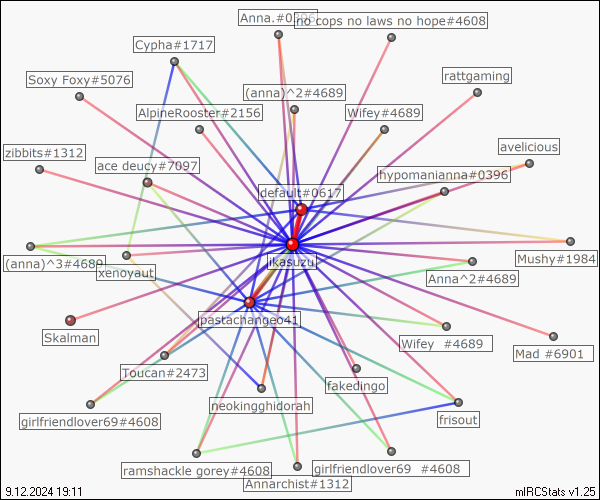 Anna.#0396
no cops no laws no hope#4608
Cypha#1717
Soxy Foxy#5076
rattgaming
(anna)^2#4689
AlpineRooster#2156
Wifey#4689
avelicious
zibbits#1312
ace deucy#7097
hypomanianna#0396
default#0617
(anna)^3#4689
xenoyaut
ikasuzu
Anna^2#4689
Mushy#1984
pastachangeo41
Skalman
Wifey #4689
Mad #6901
Toucan#2473
fakedingo
neokingghidorah
girlfriendlover69#4608
frisout
ramshackle gorey#4608
girlfriendlover69 #4608
Annarchist#1312
9.12.2024 19:11
mIRCStats v1.25